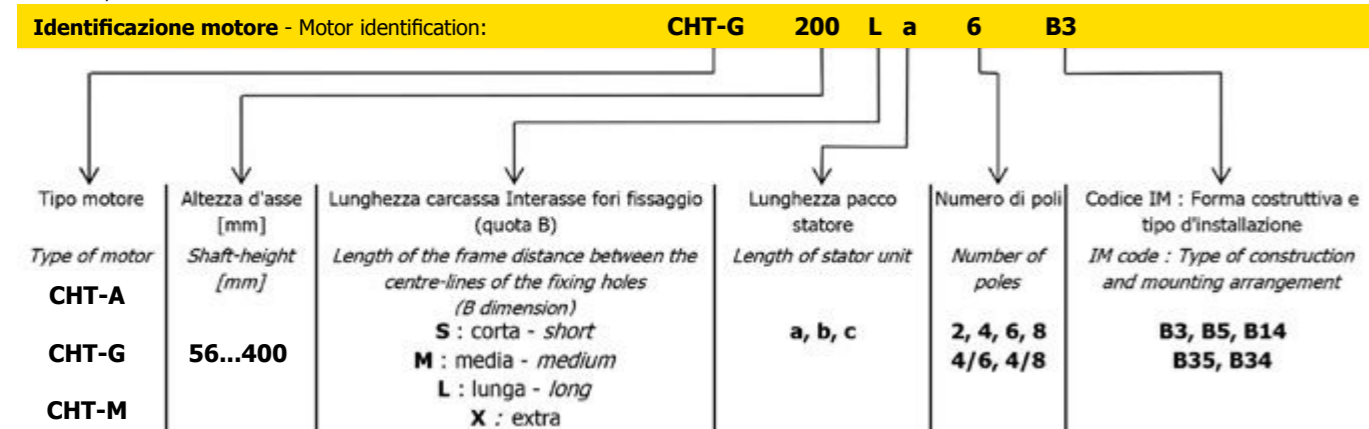 Identificazione motore - Motor identification: CHT-G 200 L a 6 B3
Tipo motore
Type of motor
CHT-A
CHT-G
CHT-M
Altezza d'asse
[mm]
Shaft-height
[mm]
56...400
Lunghezza carcassa Interasse fori fissaggio
(quota B)
Length of the frame distance between the
centre-lines of the fixing holes
(B dimension)
S : corta - short
M : media - medium
L : lunga - long
X : extra
Lunghezza pacco
statore
Length of stator unit
a, b, c
Numero di poli
Number of
poles
2, 4, 6, 8
4/6, 4/8
Codice IM : Forma costruttiva e
tipo d'installazione
IM code : Type of construction
and mounting arrangement
B3, B5, B14
B35, B34